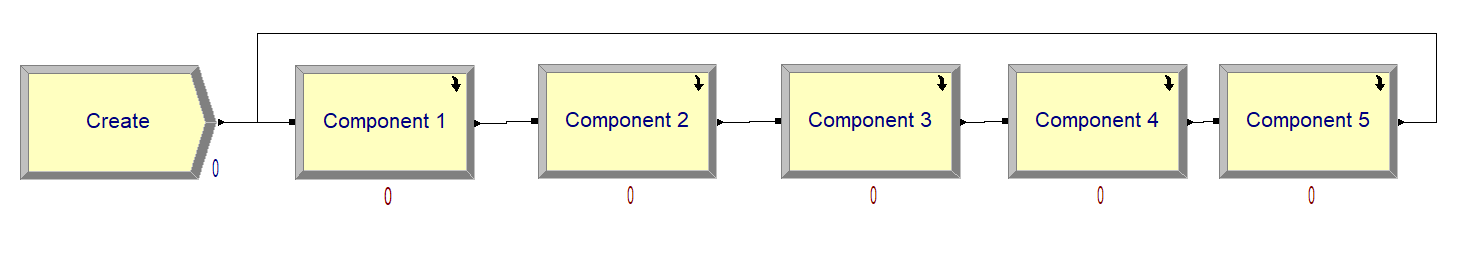 Create
Component 1
Component 2
Component 3
Component 4
Component 5
0
0
0
0
0
0